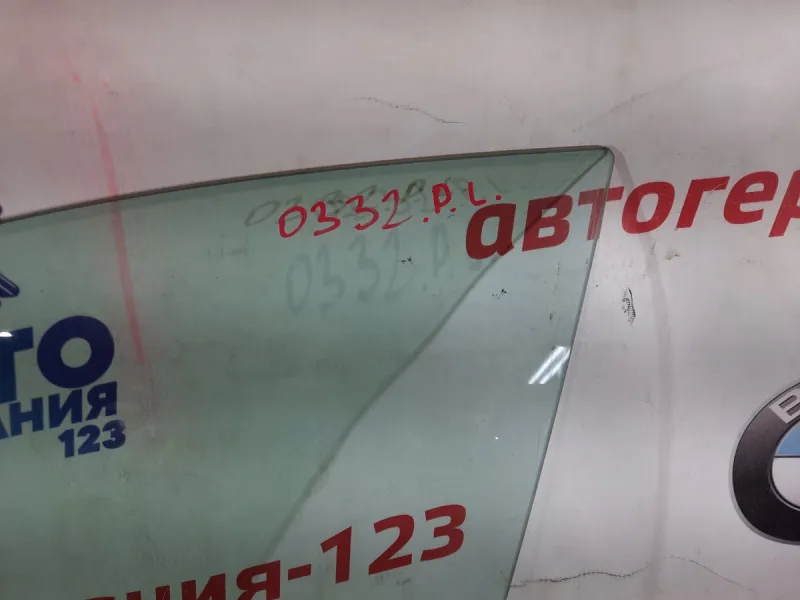 0332.P.L.
автогер
ТО
АНИЯ
123
ния-123
B